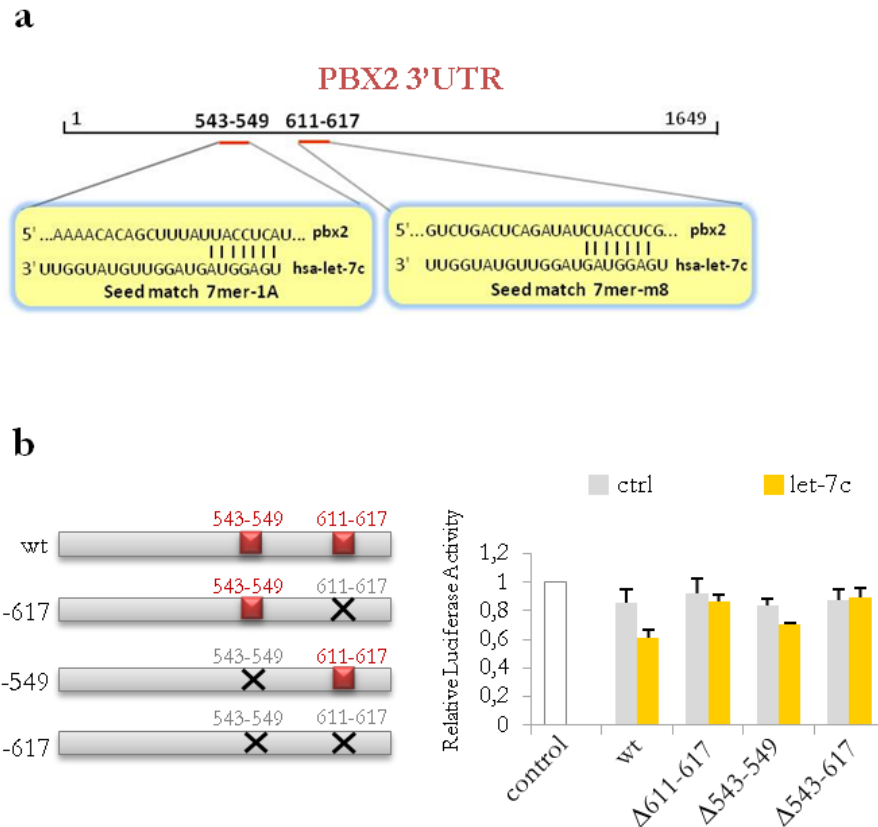 a
PBX2 3'UTR
1 543-549 611-617 1649
5' ...AAAACACAGCUUUAUUACCUCAU... pbx2
3' UUGGUAUGUUGGAUGAUGGAGU hsa-let-7c
Seed match 7mer-1A
5' ...GUCUGACUCAGAUAUCUACCUCG... pbx2
3' UUGGUAUGUUGGAUGAUGGAGU hsa-let-7c
Seed match 7mer-m8
b
543-549 611-617
wt
543-549 611-617
-617
543-549 611-617
-549
543-549 611-617
-617
ctrl let-7c
Relative Luciferase Activity
1,2
1
0,8
0,6
0,4
0,2
0
control
wt
Δ611-617
Δ543-549
Δ543-617